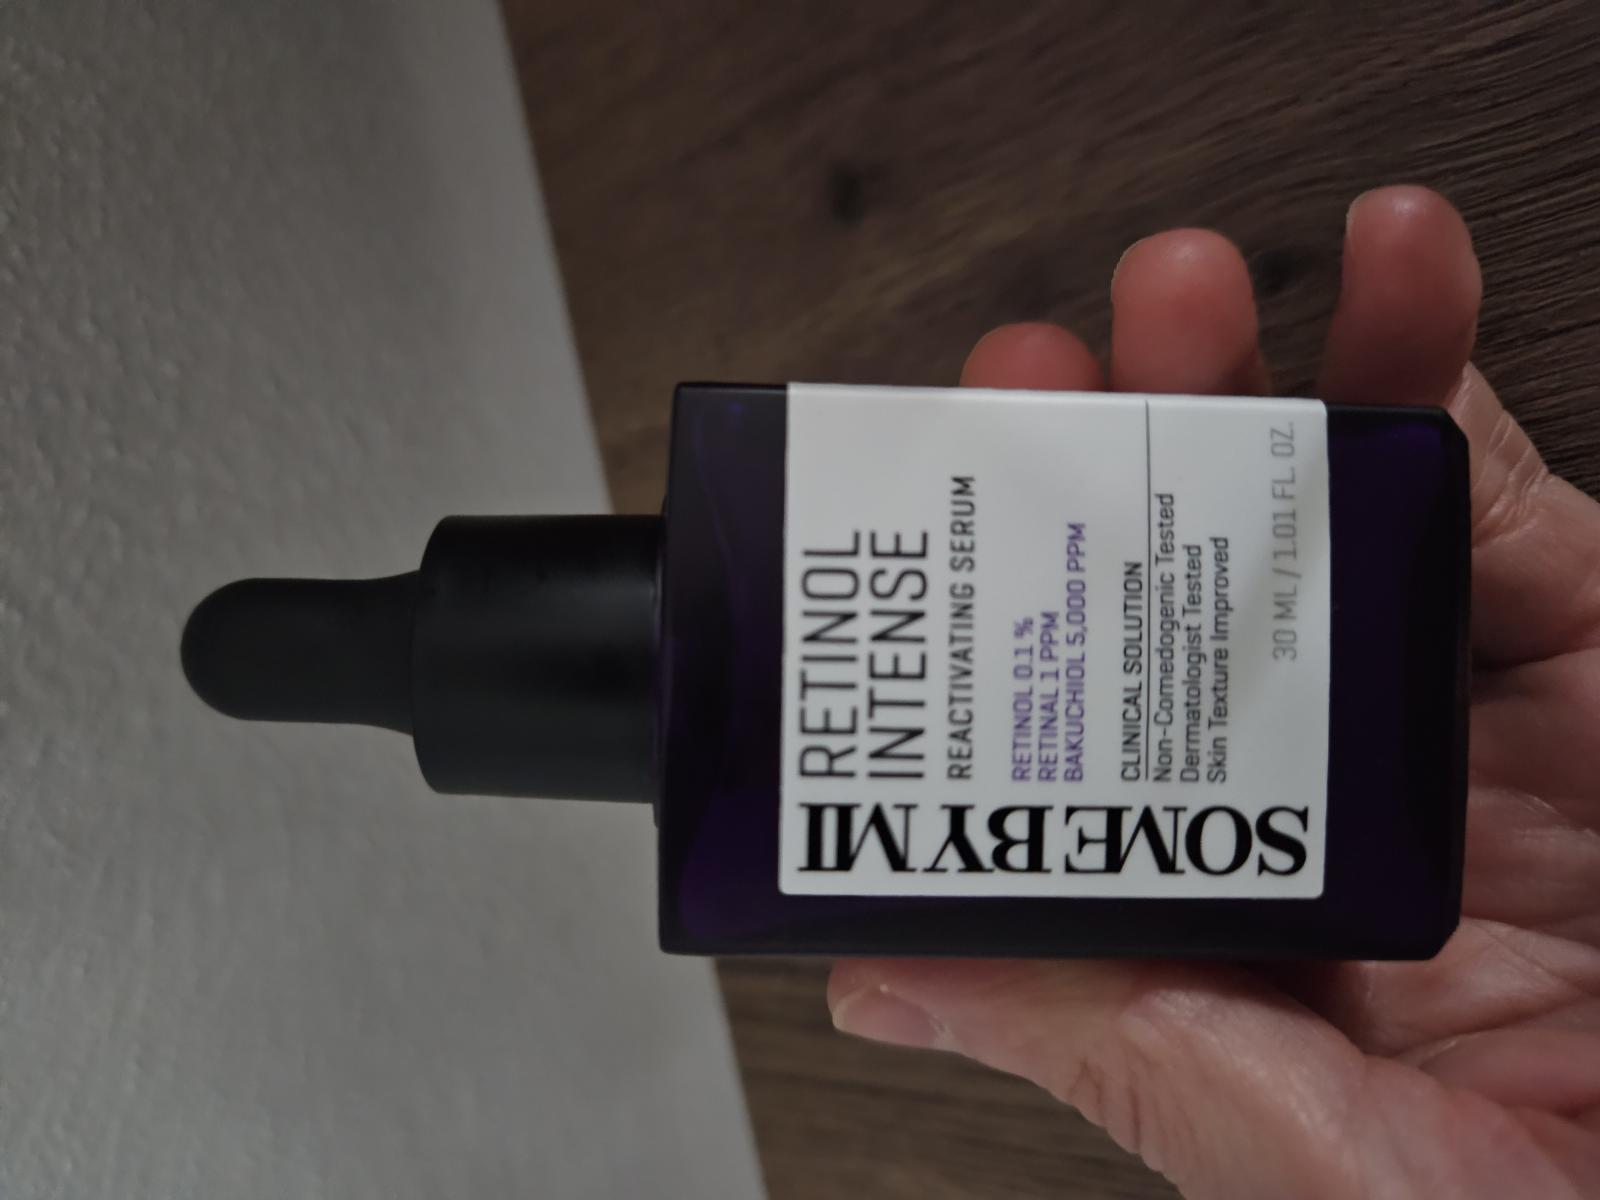 SOME BY MI
RETINOL
INTENSE
REACTIVATING SERUM
RETINOL 0.1 %
RETINAL 1 PPM
BAKUCHIOL 5,000 PPM
CLINICAL SOLUTION
Non-Comedogenic Tested
Dermatologist Tested
Skin Texture Improved
30 ML / 1.01 FL. OZ.